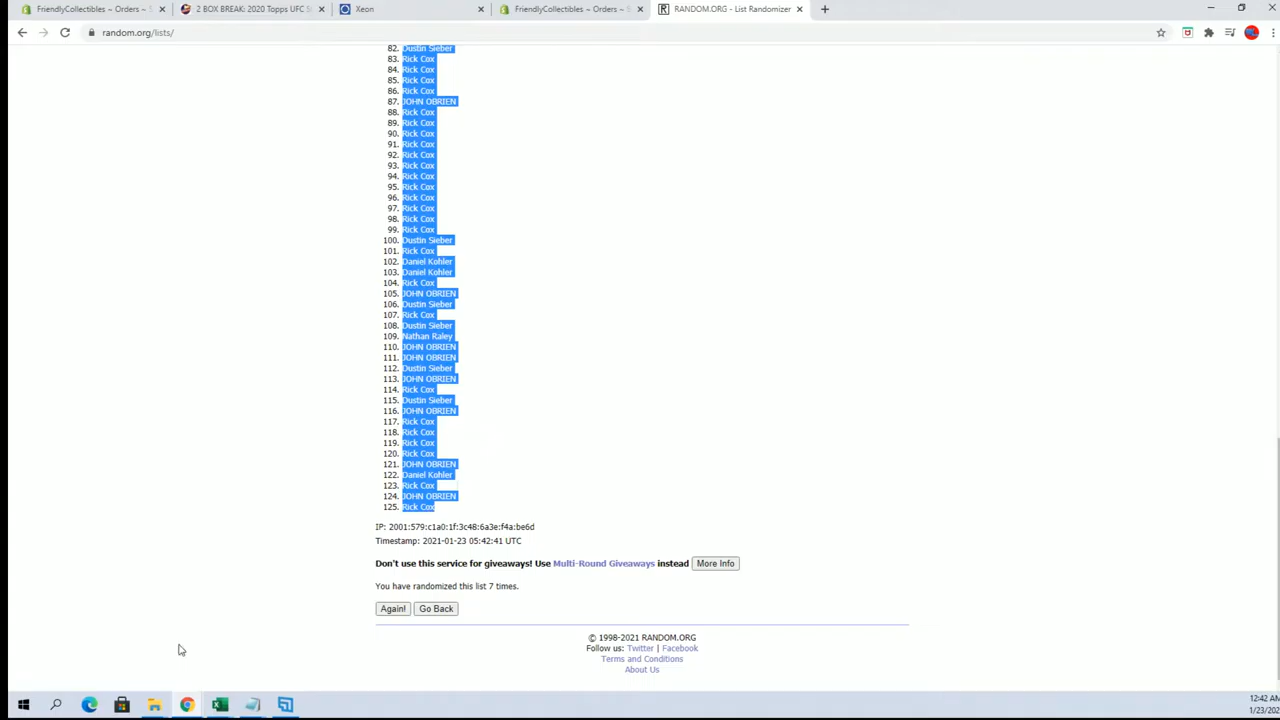 FriendlyCollectibles ~ Orders ~ S
2 BOX BREAK: 2020 Topps UFC S
Xeon
FriendlyCollectibles ~ Orders ~ S
RANDOM.ORG - List Randomizer
random.org/lists/
82. Dustin Sieber
83. Rick Cox
84. Rick Cox
85. Rick Cox
86. Rick Cox
87. JOHN OBRIEN
88. Rick Cox
89. Rick Cox
90. Rick Cox
91. Rick Cox
92. Rick Cox
93. Rick Cox
94. Rick Cox
95. Rick Cox
96. Rick Cox
97. Rick Cox
98. Rick Cox
99. Rick Cox
100. Dustin Sieber
101. Rick Cox
102. Daniel Kohler
103. Daniel Kohler
104. Rick Cox
105. JOHN OBRIEN
106. Dustin Sieber
107. Rick Cox
108. Dustin Sieber
109. Nathan Raley
110. JOHN OBRIEN
111. JOHN OBRIEN
112. Dustin Sieber
113. JOHN OBRIEN
114. Rick Cox
115. Dustin Sieber
116. JOHN OBRIEN
117. Rick Cox
118. Rick Cox
119. Rick Cox
120. Rick Cox
121. JOHN OBRIEN
122. Daniel Kohler
123. Rick Cox
124. JOHN OBRIEN
125. Rick Cox
IP: 2001:579:c1a0:1f:3c48:6a3e:f4a:be6d
Timestamp: 2021-01-23 05:42:41 UTC
Don't use this service for giveaways! Use Multi-Round Giveaways instead More Info
You have randomized this list 7 times.
Again! Go Back
© 1998-2021 RANDOM.ORG
Follow us: Twitter | Facebook
Terms and Conditions
About Us
12:42 AM
1/23/202